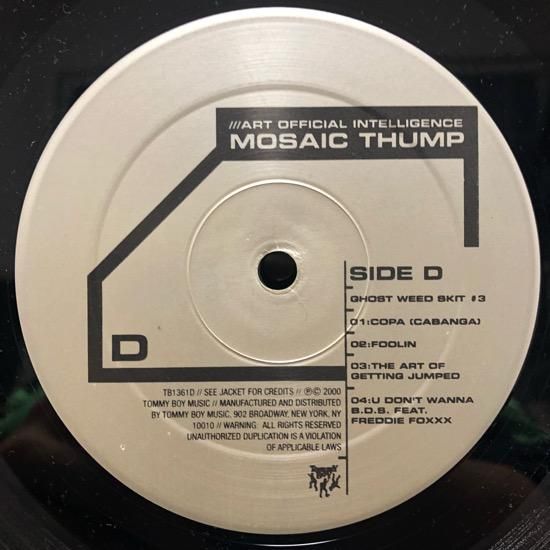 ///ART OFFICIAL INTELLIGENCE
MOSAIC THUMP
SIDE D
GHOST WEED SKIT #3
01:COPA (CABANGA)
02:FOOLIN
03:THE ART OF
GETTING JUMPED
04:U DON'T WANNA
B.D.S. FEAT.
FREDDIE FOXXX
D
TB1361D // SEE JACKET FOR CREDITS // ℗© 2000
TOMMY BOY MUSIC // MANUFACTURED AND DISTRIBUTED
BY TOMMY BOY MUSIC, 902 BROADWAY, NEW YORK, NY
10010 // WARNING: ALL RIGHTS RESERVED
UNAUTHORIZED DUPLICATION IS A VIOLATION
OF APPLICABLE LAWS